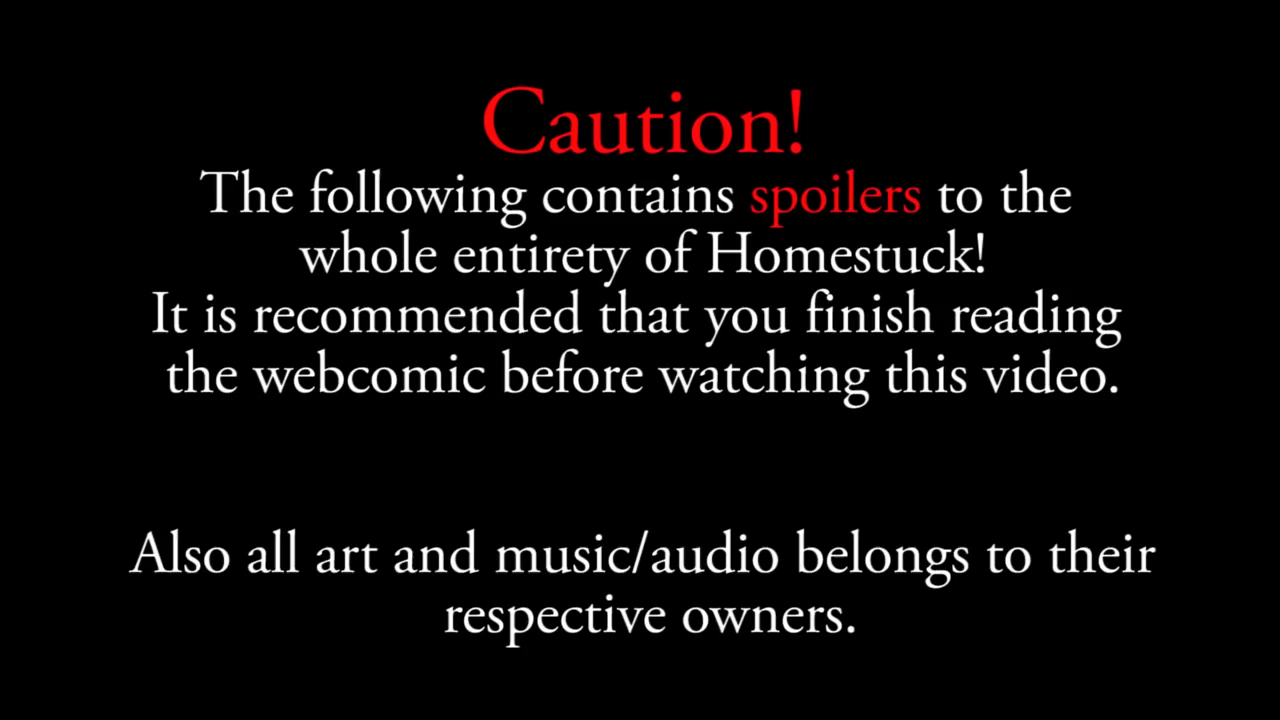 Caution!
The following contains spoilers to the
whole entirety of Homestuck!
It is recommended that you finish reading
the webcomic before watching this video.
Also all art and music/audio belongs to their
respective owners.